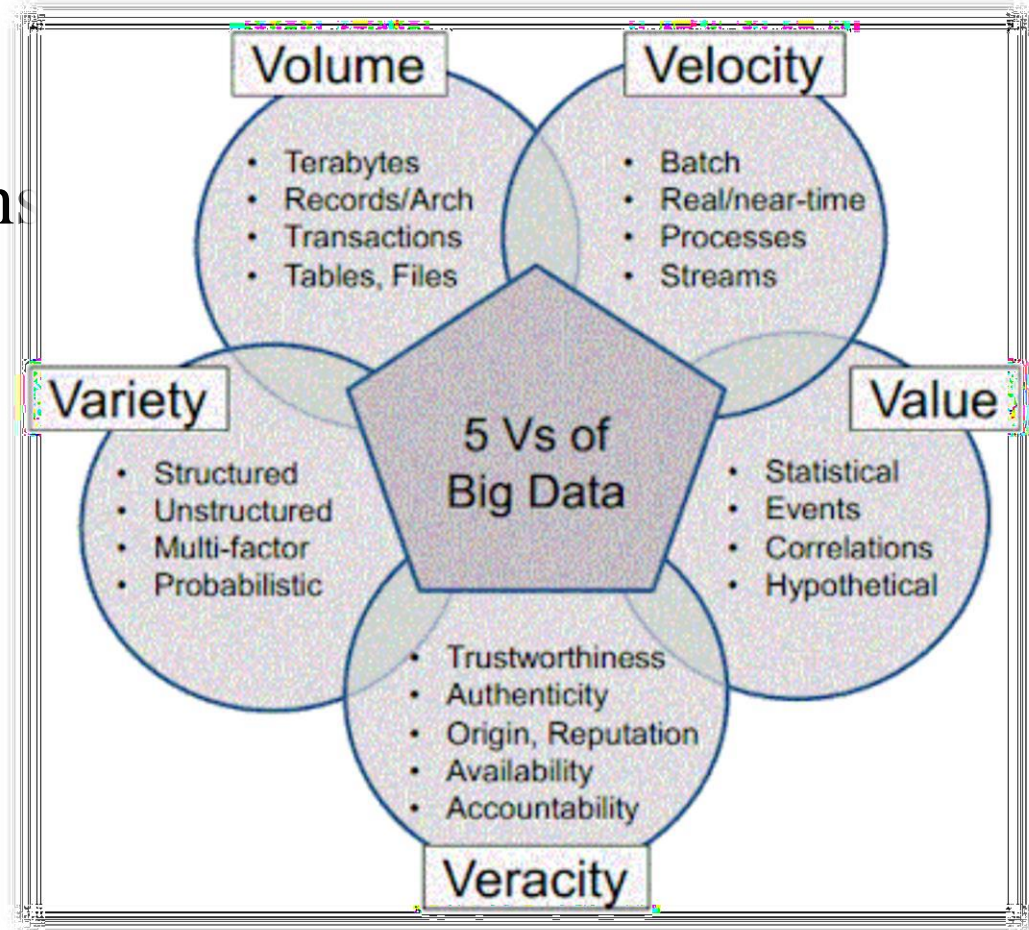 Volume
• Terabytes
• Records/Arch
• Transactions
• Tables, Files
Velocity
• Batch
• Real/near-time
• Processes
• Streams
Variety
• Structured
• Unstructured
• Multi-factor
• Probabilistic
5 Vs of
Big Data
Value
• Statistical
• Events
• Correlations
• Hypothetical
• Trustworthiness
• Authenticity
• Origin, Reputation
• Availability
• Accountability
Veracity